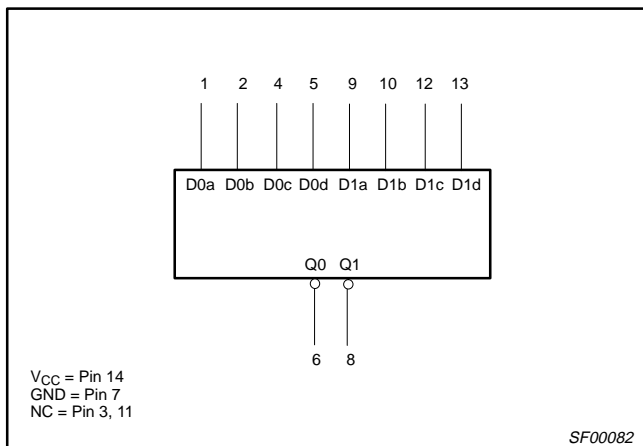 1 2 4 5 9 10 12 13
D0a D0b D0c D0d D1a D1b D1c D1d
Q0 Q1
6 8
VCC = Pin 14
GND = Pin 7
NC = Pin 3, 11
SF00082